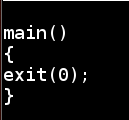 main()
{
exit(0);
}